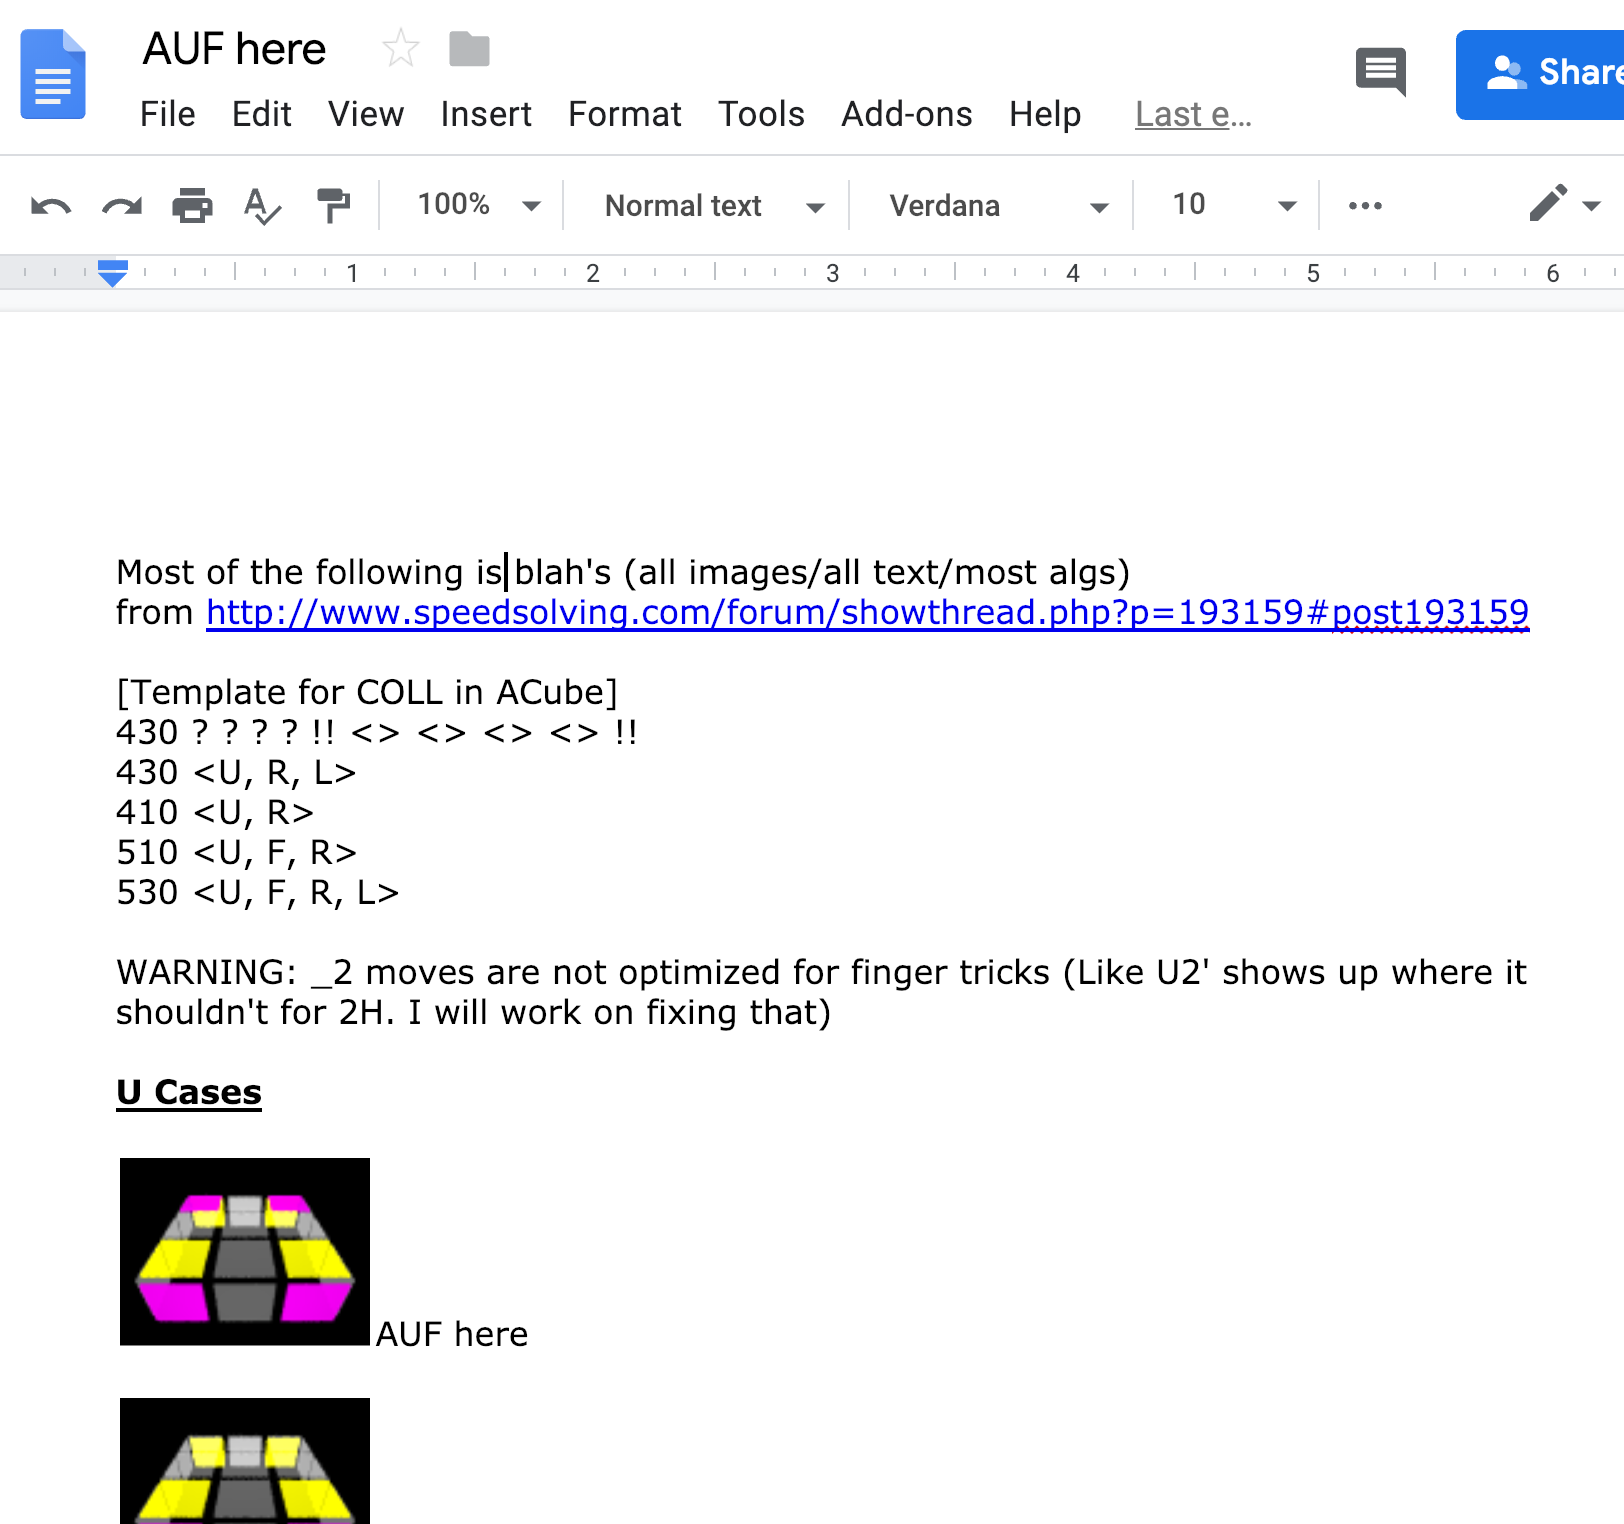 AUF here
File Edit View Insert Format Tools Add-ons Help Last e...
Share
100% Normal text Verdana 10
1 2 3 4 5 6
Most of the following is blah's (all images/all text/most algs)
from http://www.speedsolving.com/forum/showthread.php?p=193159#post193159
[Template for COLL in ACube]
430 ? ? ? ? !! <> <> <> <> !!
430 <U, R, L>
410 <U, R>
510 <U, F, R>
530 <U, F, R, L>
WARNING: _2 moves are not optimized for finger tricks (Like U2' shows up where it
shouldn't for 2H. I will work on fixing that)
U Cases
AUF here